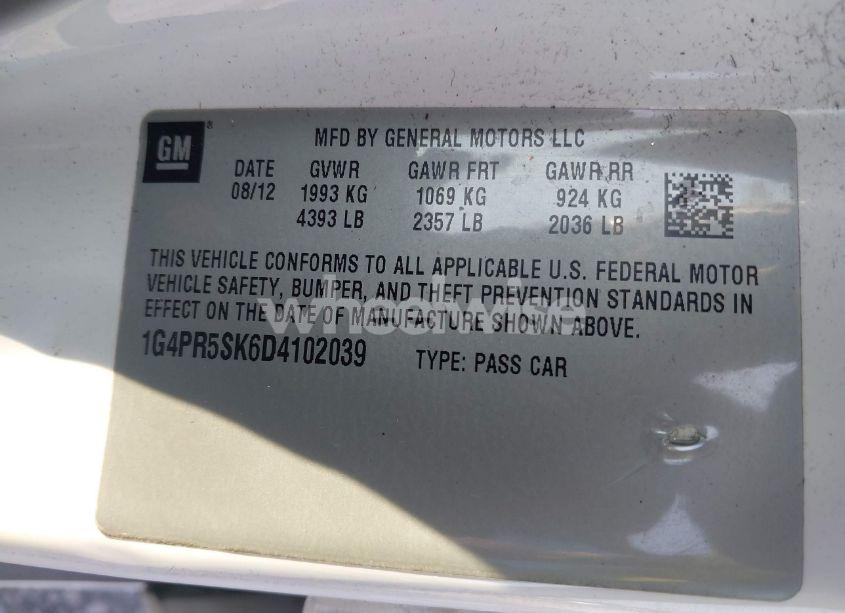 GM ®
MFD BY GENERAL MOTORS LLC
DATE GVWR GAWR FRT GAWR RR
08/12 1993 KG 1069 KG 924 KG
4393 LB 2357 LB 2036 LB
THIS VEHICLE CONFORMS TO ALL APPLICABLE U.S. FEDERAL MOTOR
VEHICLE SAFETY, BUMPER, AND THEFT PREVENTION STANDARDS IN
EFFECT ON THE DATE OF MANUFACTURE SHOWN ABOVE.
wheelwise
1G4PR5SK6D4102039 TYPE: PASS CAR